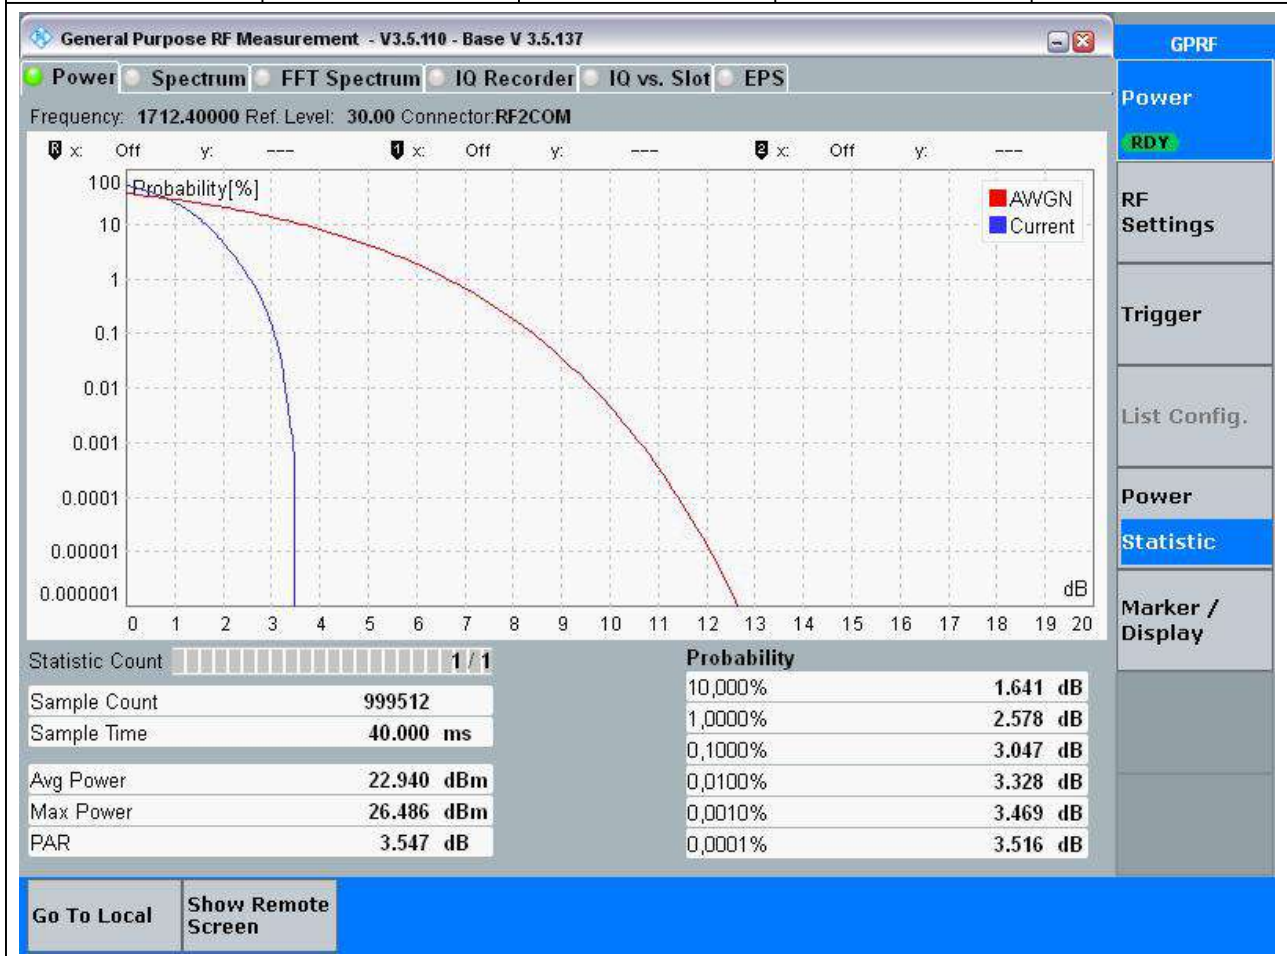 General Purpose RF Measurement - V3.5.110 - Base V 3.5.137
GPRF
Power Spectrum FFT Spectrum IQ Recorder IQ vs. Slot EPS
Frequency: 1712.40000 Ref. Level: 30.00 Connector:RF2COM
Power
RDY
R x: Off y: --- 1 x: Off y: --- 2 x: Off y: ---
Probability[%]
AWGN
Current
100
10
1
0.1
0.01
0.001
0.0001
0.00001
0.000001
dB
0 1 2 3 4 5 6 7 8 9 10 11 12 13 14 15 16 17 18 19 20
RF
Settings
Trigger
List Config.
Power
Statistic
Marker /
Display
Statistic Count 1 / 1
Sample Count 999512
Sample Time 40.000 ms
Avg Power 22.940 dBm
Max Power 26.486 dBm
PAR 3.547 dB
Probability
10,000% 1.641 dB
1,0000% 2.578 dB
0,1000% 3.047 dB
0,0100% 3.328 dB
0,0010% 3.469 dB
0,0001% 3.516 dB
Go To Local
Show Remote
Screen